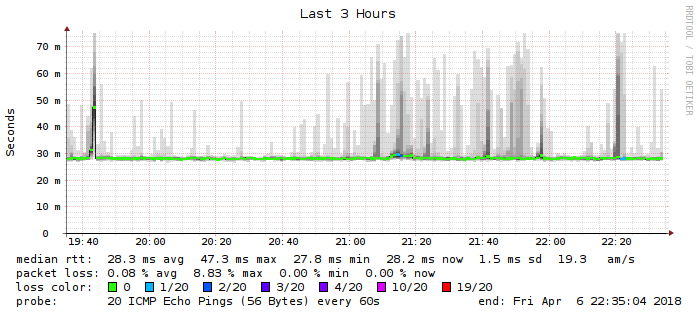 Last 3 Hours
RRDTOOL / TOBI OETIKER
Seconds
70 m
60 m
50 m
40 m
30 m
20 m
10 m
0
19:40 20:00 20:20 20:40 21:00 21:20 21:40 22:00 22:20
median rtt: 28.3 ms avg 47.3 ms max 27.8 ms min 28.2 ms now 1.5 ms sd 19.3 am/s
packet loss: 0.08 % avg 8.83 % max 0.00 % min 0.00 % now
loss color: 0 1/20 2/20 3/20 4/20 10/20 19/20
probe: 20 ICMP Echo Pings (56 Bytes) every 60s end: Fri Apr 6 22:35:04 2018